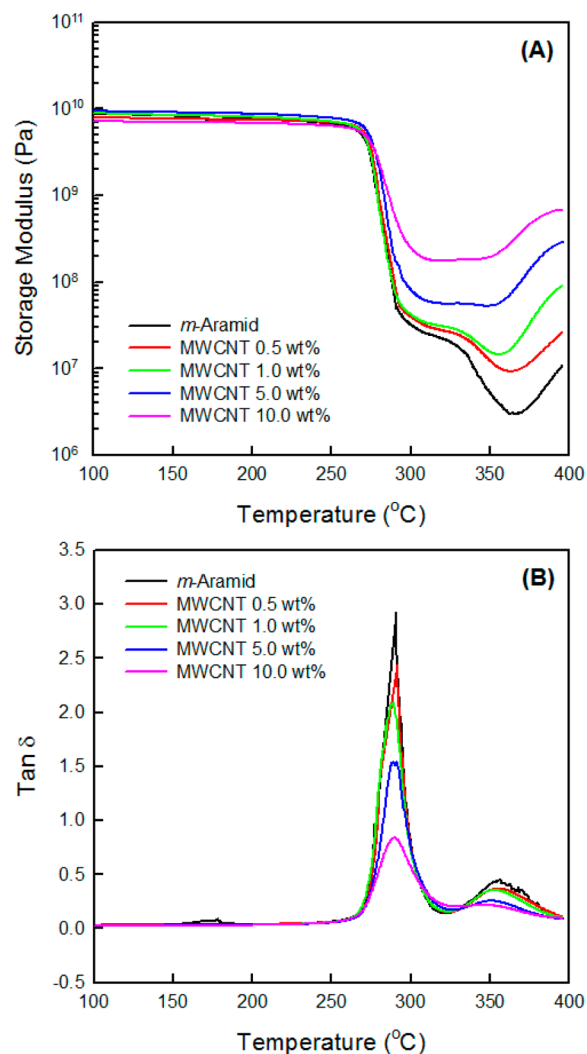 (A)
10¹¹
10¹⁰
10⁹
10⁸
10⁷
10⁶
Storage Modulus (Pa)
m-Aramid
MWCNT 0.5 wt%
MWCNT 1.0 wt%
MWCNT 5.0 wt%
MWCNT 10.0 wt%
100 150 200 250 300 350 400
Temperature (°C)
(B)
3.5
3.0
2.5
2.0
1.5
1.0
0.5
0.0
-0.5
Tan δ
m-Aramid
MWCNT 0.5 wt%
MWCNT 1.0 wt%
MWCNT 5.0 wt%
MWCNT 10.0 wt%
100 150 200 250 300 350 400
Temperature (°C)